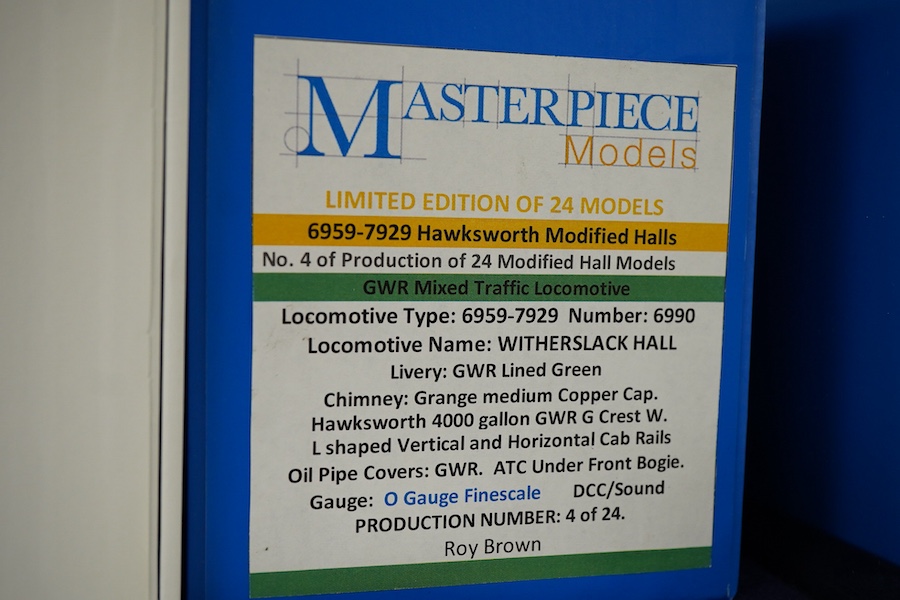 MASTERPIECE
Models
LIMITED EDITION OF 24 MODELS
6959-7929 Hawksworth Modified Halls
No. 4 of Production of 24 Modified Hall Models
GWR Mixed Traffic Locomotive
Locomotive Type: 6959-7929 Number: 6990
Locomotive Name: WITHERSLACK HALL
Livery: GWR Lined Green
Chimney: Grange medium Copper Cap.
Hawksworth 4000 gallon GWR G Crest W.
L shaped Vertical and Horizontal Cab Rails
Oil Pipe Covers: GWR. ATC Under Front Bogie.
Gauge: O Gauge Finescale DCC/Sound
PRODUCTION NUMBER: 4 of 24.
Roy Brown